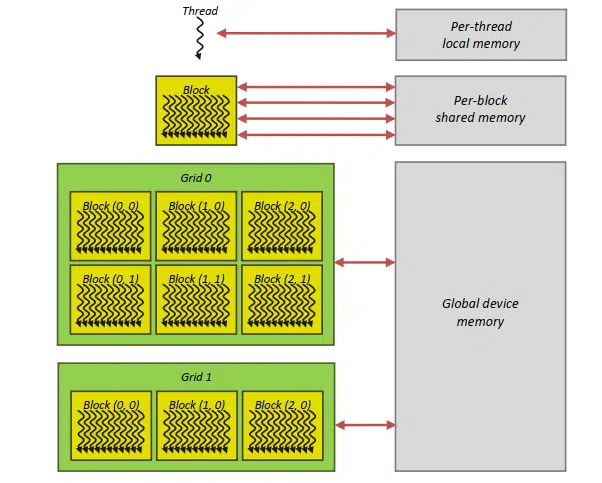 Thread
Per-thread
local memory
Block
Per-block
shared memory
Grid 0
Block (0, 0)
Block (1, 0)
Block (2, 0)
Block (0, 1)
Block (1, 1)
Block (2, 1)
Global device
memory
Grid 1
Block (0, 0)
Block (1, 0)
Block (2, 0)